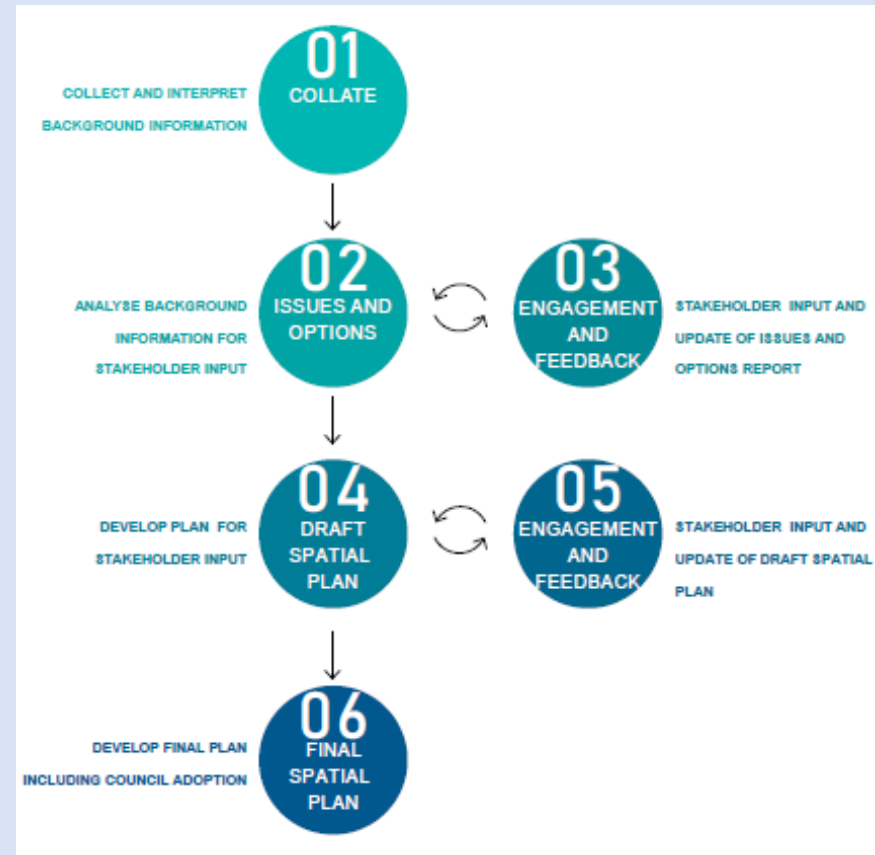 01
COLLATE
COLLECT AND INTERPRET
BACKGROUND INFORMATION
02
ISSUES AND
OPTIONS
ANALYSE BACKGROUND
INFORMATION FOR
STAKEHOLDER INPUT
03
ENGAGEMENT
AND
FEEDBACK
STAKEHOLDER INPUT AND
UPDATE OF ISSUES AND
OPTIONS REPORT
04
DRAFT
SPATIAL
PLAN
DEVELOP PLAN FOR
STAKEHOLDER INPUT
05
ENGAGEMENT
AND
FEEDBACK
STAKEHOLDER INPUT AND
UPDATE OF DRAFT SPATIAL
PLAN
06
FINAL
SPATIAL
PLAN
DEVELOP FINAL PLAN
INCLUDING COUNCIL ADOPTION